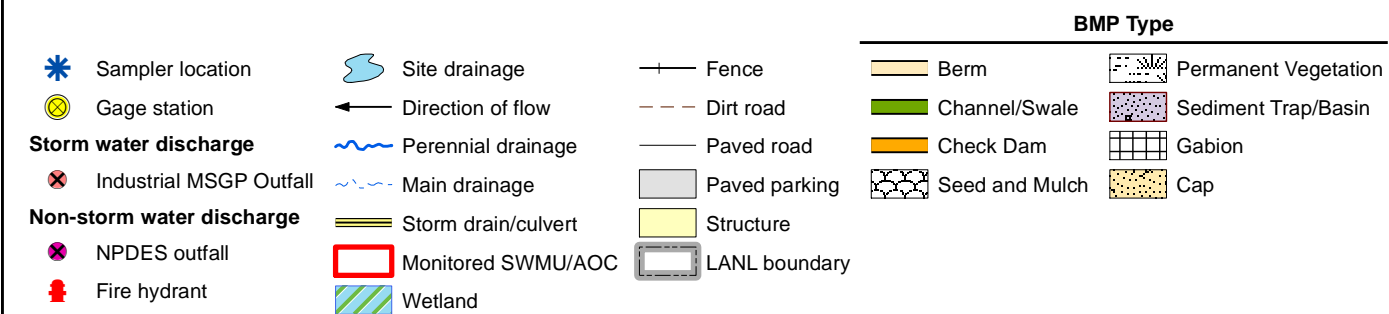 BMP Type
Sampler location
Gage station
Storm water discharge
Industrial MSGP Outfall
Non-storm water discharge
NPDES outfall
Fire hydrant
Site drainage
Direction of flow
Perennial drainage
Main drainage
Storm drain/culvert
Monitored SWMU/AOC
Wetland
Fence
Dirt road
Paved road
Paved parking
Structure
LANL boundary
Berm
Channel/Swale
Check Dam
Seed and Mulch
Permanent Vegetation
Sediment Trap/Basin
Gabion
Cap